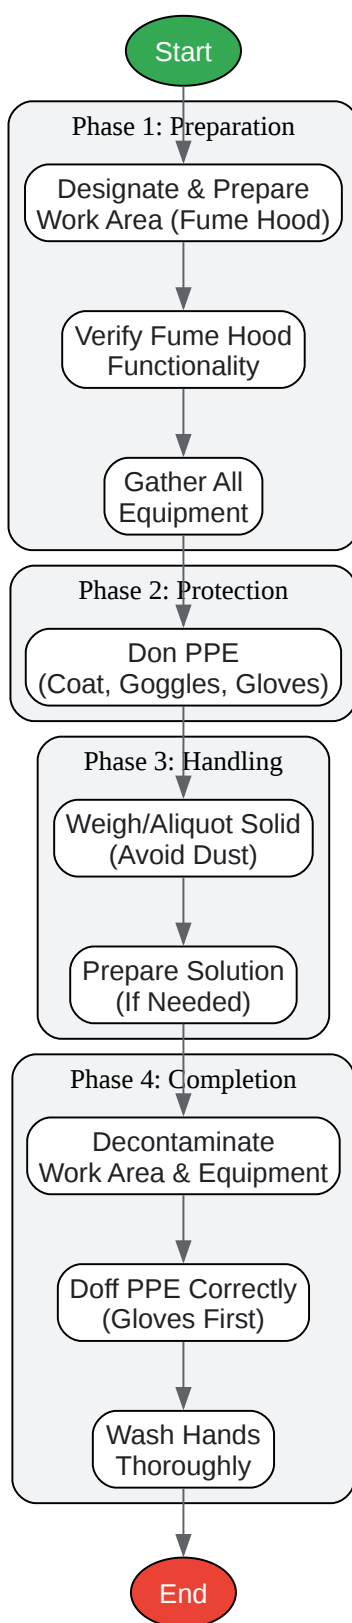 Start
Phase 1: Preparation
Designate & Prepare
Work Area (Fume Hood)
Verify Fume Hood
Functionality
Gather All
Equipment
Phase 2: Protection
Don PPE
(Coat, Goggles, Gloves)
Phase 3: Handling
Weigh/Aliquot Solid
(Avoid Dust)
Prepare Solution
(If Needed)
Phase 4: Completion
Decontaminate
Work Area & Equipment
Doff PPE Correctly
(Gloves First)
Wash Hands
Thoroughly
End